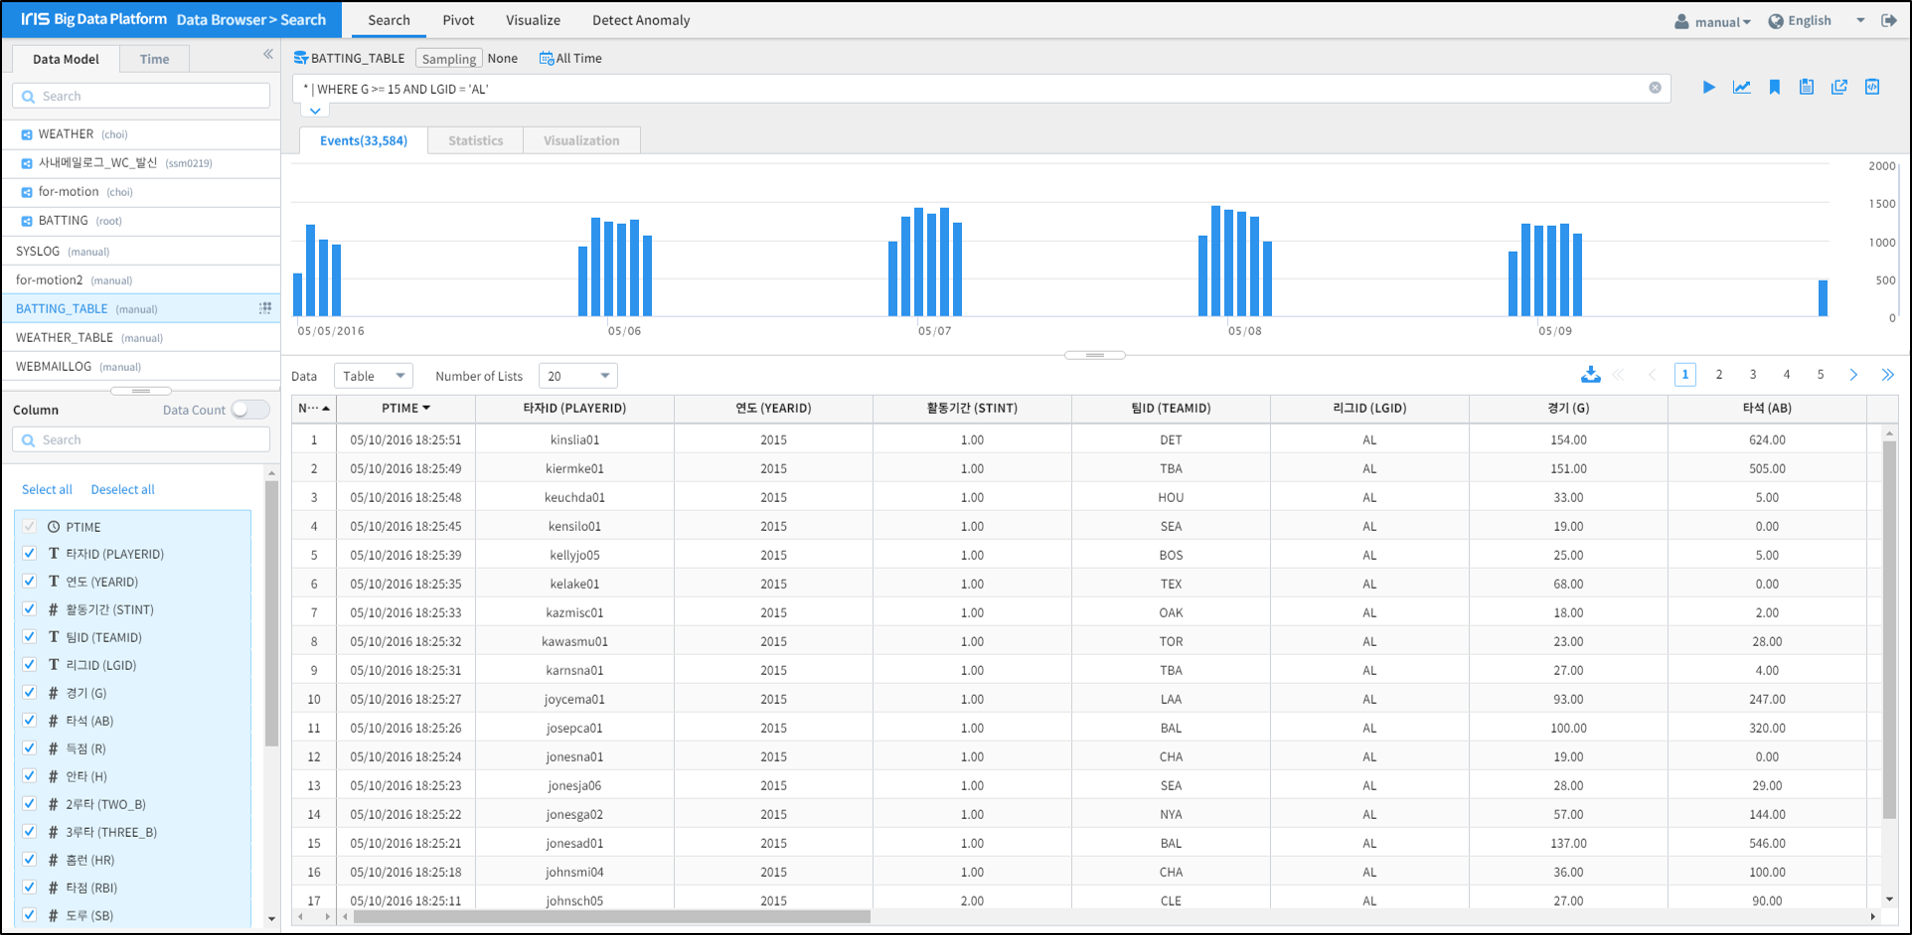 IRIS Big Data Platform Data Browser > Search Search Pivot Visualize Detect Anomaly manual English
Data Model Time
Search
WEATHER (choi)
사내메일로그_WC_발신 (ssm0219)
for-motion (choi)
BATTING (root)
SYSLOG (manual)
for-motion2 (manual)
BATTING_TABLE (manual)
WEATHER_TABLE (manual)
WEBMAILLOG (manual)
Column Data Count
Search
Select all Deselect all
PTIME
T 타자ID (PLAYERID)
T 연도 (YEARID)
# 활동기간 (STINT)
T 팀ID (TEAMID)
T 리그ID (LGID)
# 경기 (G)
# 타석 (AB)
# 득점 (R)
# 안타 (H)
# 2루타 (TWO_B)
# 3루타 (THREE_B)
# 홈런 (HR)
# 타점 (RBI)
# 도루 (SB)
BATTING_TABLE Sampling None All Time
* | WHERE G >= 15 AND LGID = 'AL'
Events(33,584) Statistics Visualization
2000
1500
1000
500
0
05/05/2016 05/06 05/07 05/08 05/09
Data Table Number of Lists 20 1 2 3 4 5
N··· PTIME 타자ID (PLAYERID) 연도 (YEARID) 활동기간 (STINT) 팀ID (TEAMID) 리그ID (LGID) 경기 (G) 타석 (AB)
1 05/10/2016 18:25:51 kinslia01 2015 1.00 DET AL 154.00 624.00
2 05/10/2016 18:25:49 kiermke01 2015 1.00 TBA AL 151.00 505.00
3 05/10/2016 18:25:48 keuchda01 2015 1.00 HOU AL 33.00 5.00
4 05/10/2016 18:25:45 kensilo01 2015 1.00 SEA AL 19.00 0.00
5 05/10/2016 18:25:39 kellyjo05 2015 1.00 BOS AL 25.00 5.00
6 05/10/2016 18:25:35 kelake01 2015 1.00 TEX AL 68.00 0.00
7 05/10/2016 18:25:33 kazmisc01 2015 1.00 OAK AL 18.00 2.00
8 05/10/2016 18:25:32 kawasmu01 2015 1.00 TOR AL 23.00 28.00
9 05/10/2016 18:25:31 karnsna01 2015 1.00 TBA AL 27.00 4.00
10 05/10/2016 18:25:27 joycema01 2015 1.00 LAA AL 93.00 247.00
11 05/10/2016 18:25:26 josepca01 2015 1.00 BAL AL 100.00 320.00
12 05/10/2016 18:25:24 jonesna01 2015 1.00 CHA AL 19.00 0.00
13 05/10/2016 18:25:23 jonesja06 2015 1.00 SEA AL 28.00 29.00
14 05/10/2016 18:25:22 jonesga02 2015 1.00 NYA AL 57.00 144.00
15 05/10/2016 18:25:21 jonesad01 2015 1.00 BAL AL 137.00 546.00
16 05/10/2016 18:25:18 johnsmi04 2015 1.00 CHA AL 36.00 100.00
17 05/10/2016 18:25:11 johnsch05 2015 2.00 CLE AL 27.00 90.00